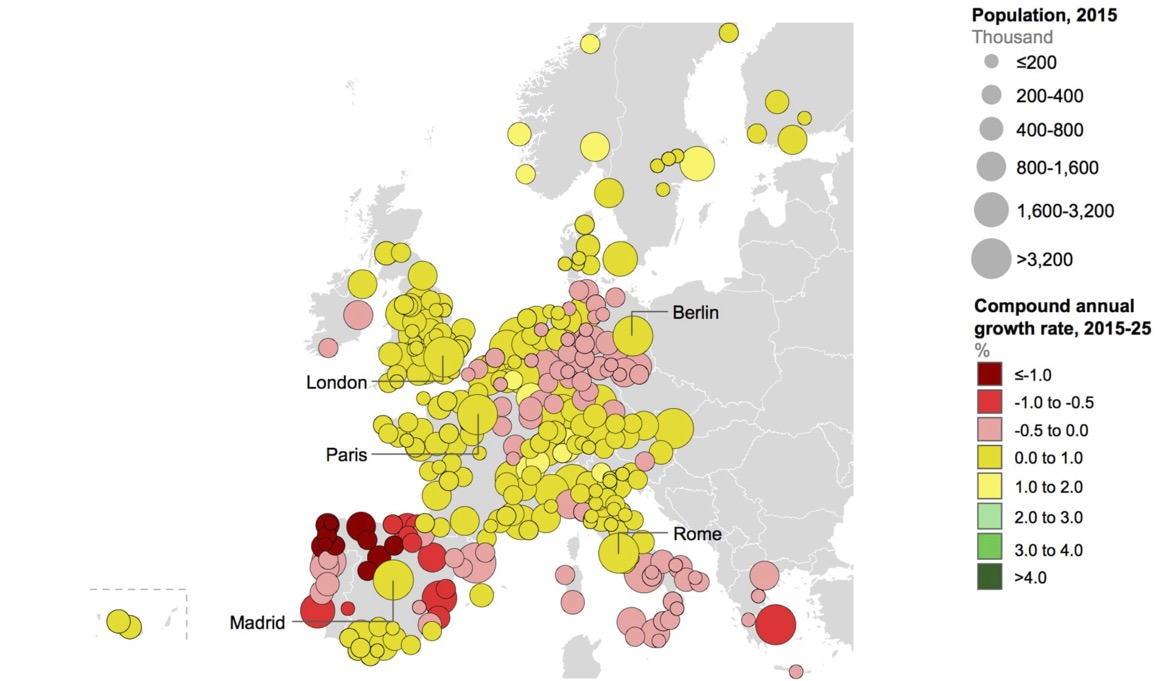 Population, 2015
Thousand
≤200
200-400
400-800
800-1,600
1,600-3,200
>3,200
Compound annual
growth rate, 2015-25
%
≤-1.0
-1.0 to -0.5
-0.5 to 0.0
0.0 to 1.0
1.0 to 2.0
2.0 to 3.0
3.0 to 4.0
>4.0
Berlin
London
Paris
Rome
Madrid